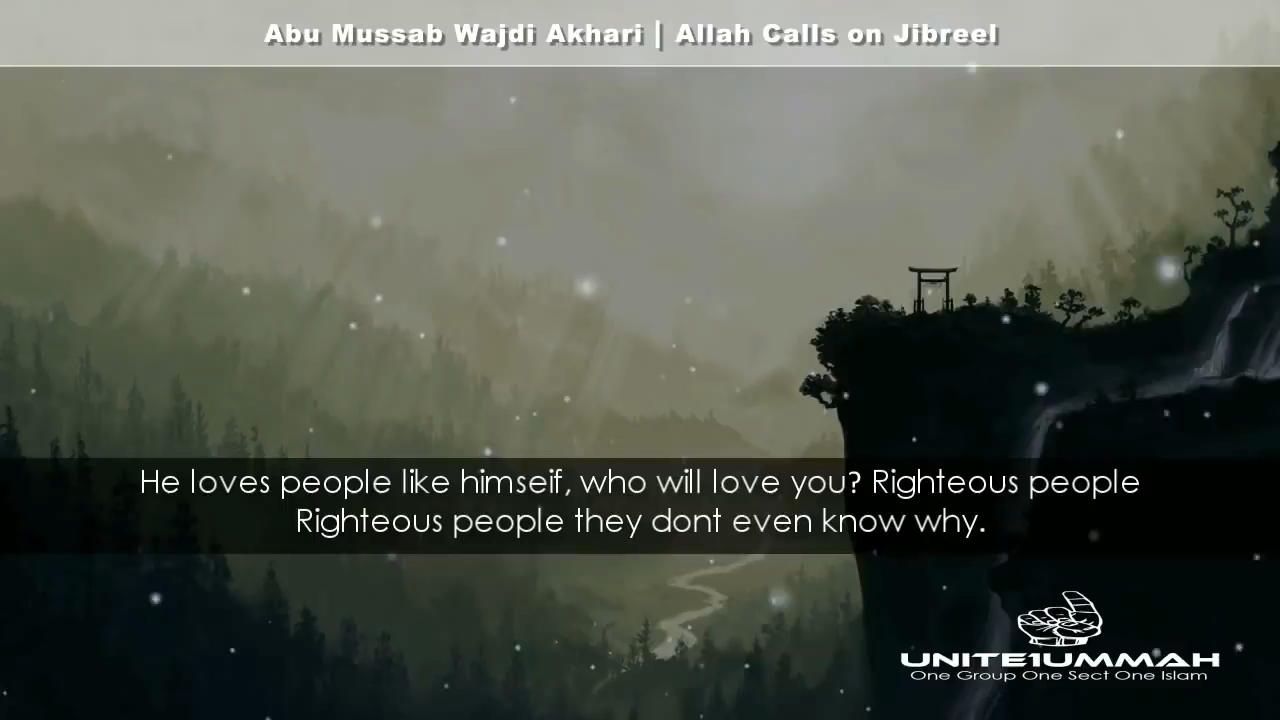 Abu Mussab Wajdi Akhari | Allah Calls on Jibreel
He loves people like himseif, who will love you? Righteous people
Righteous people they dont even know why.
UNITE1UMMAH
One Group One Sect One Islam